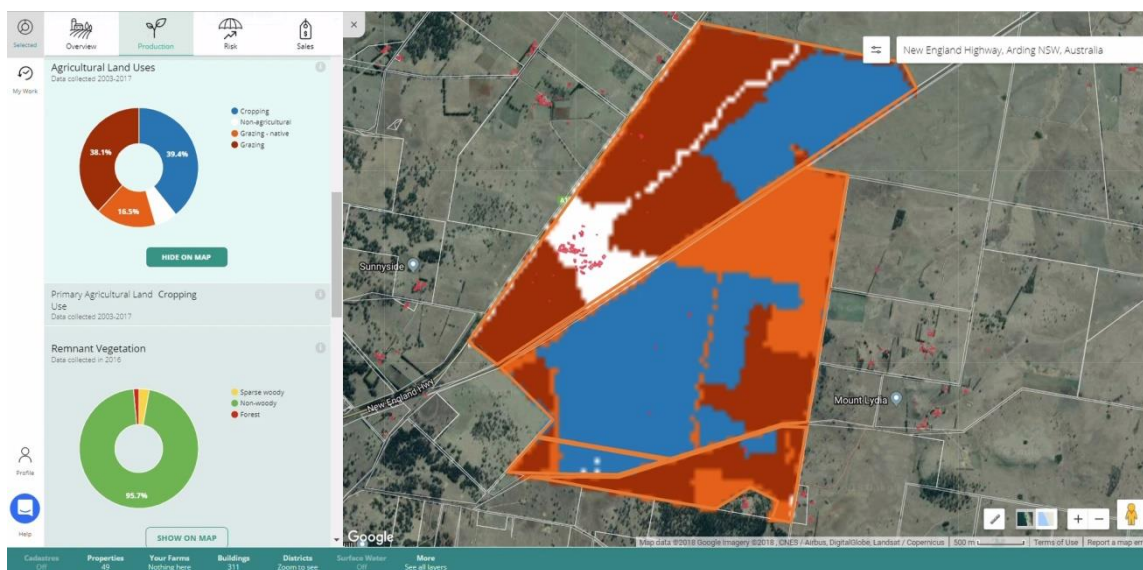 Selected
My Work
Profile
Help
Overview
Production
Risk
Sales
Agricultural Land Uses
Data collected 2003-2017
38.1%
39.4%
16.5%
Cropping
Non-agricultural
Grazing - native
Grazing
HIDE ON MAP
Primary Agricultural Land Cropping
Use
Data collected 2003-2017
Remnant Vegetation
Data collected in 2016
95.7%
Sparse woody
Non-woody
Forest
SHOW ON MAP
New England Highway, Arding NSW, Australia
Sunnyside
New England Hwy
Mount Lydia
Google
Map data ©2018 Google Imagery ©2018 , CNES / Airbus, DigitalGlobe, Landsat / Copernicus
500 m
Terms of Use
Report a map err
Cadastres
Off
Properties
49
Your Farms
Nothing here
Buildings
311
Districts
Zoom to see
Surface Water
Off
More
See all layers